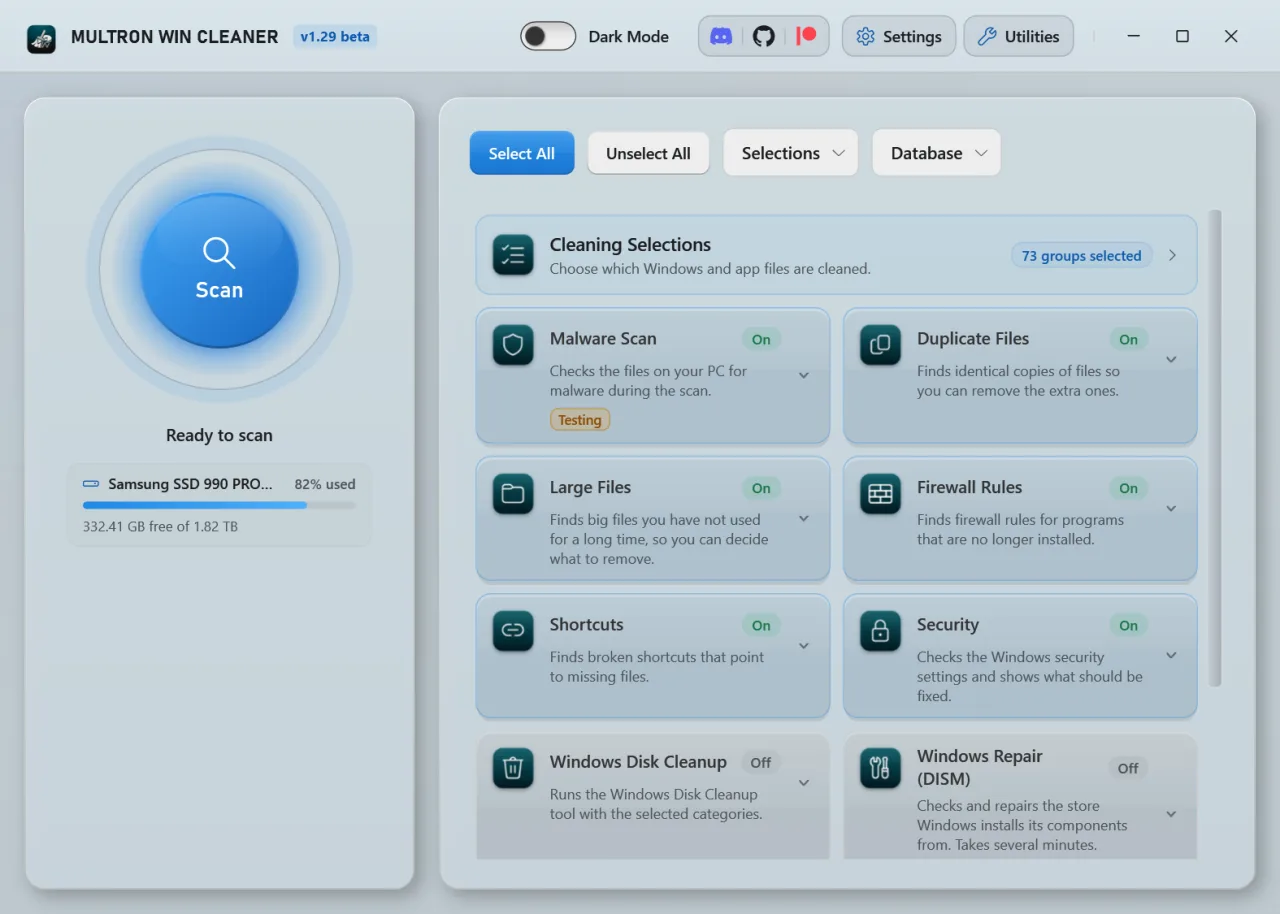 MULTRON WIN CLEANER v1.29 beta
Dark Mode
Settings
Utilities
Scan
Ready to scan
Samsung SSD 990 PRO... 82% used
332.41 GB free of 1.82 TB
Select All
Unselect All
Selections
Database
Cleaning Selections
Choose which Windows and app files are cleaned.
73 groups selected
Malware Scan On
Checks the files on your PC for
malware during the scan.
Testing
Duplicate Files On
Finds identical copies of files so
you can remove the extra ones.
Large Files On
Finds big files you have not used
for a long time, so you can decide
what to remove.
Firewall Rules On
Finds firewall rules for programs
that are no longer installed.
Shortcuts On
Finds broken shortcuts that point
to missing files.
Security On
Checks the Windows security
settings and shows what should be
fixed.
Windows Disk Cleanup Off
Runs the Windows Disk Cleanup
tool with the selected categories.
Windows Repair
(DISM) Off
Checks and repairs the store
Windows installs its components
from. Takes several minutes.